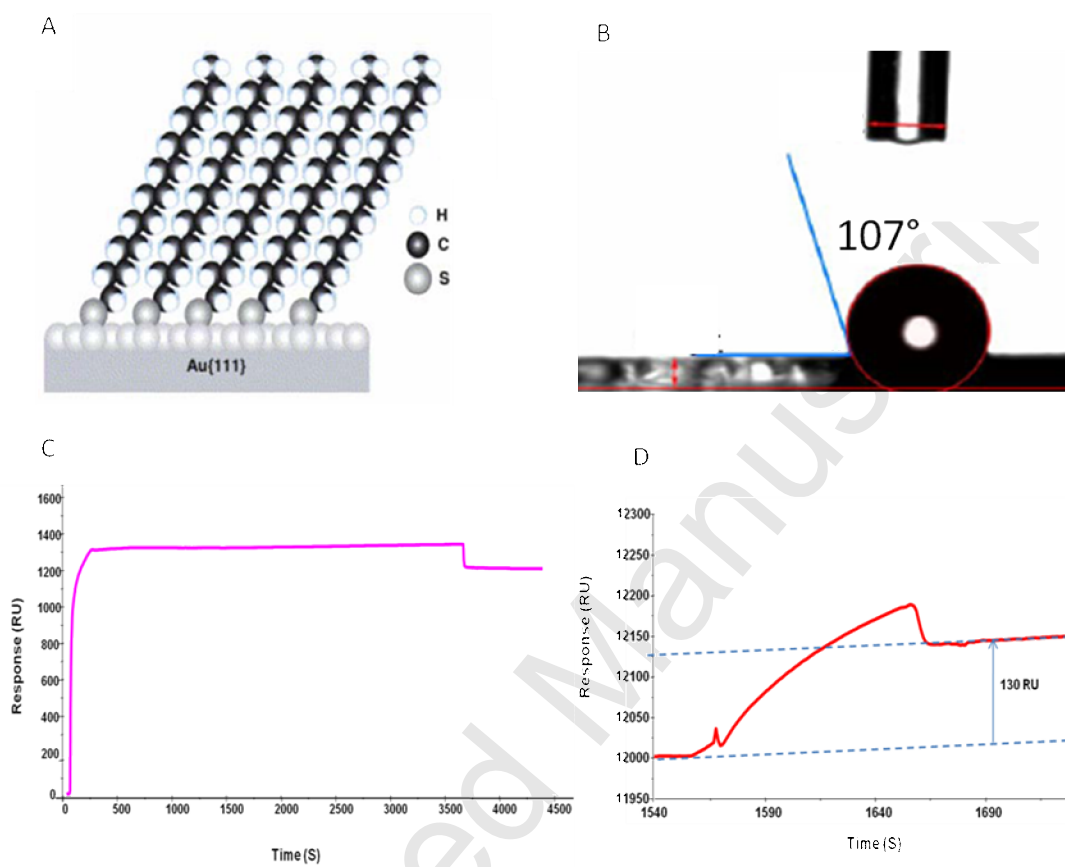 A
H
C
S
Au{111}
B
107°
C
1600
1400
1200
1000
800
600
400
200
0
0 500 1000 1500 2000 2500 3000 3500 4000 4500
Response (RU)
Time (S)
D
12300
12250
12200
12150
12100
12050
12000
11950
1540 1590 1640 1690
130 RU
Response (RU)
Time (S)
ed Manuscrip